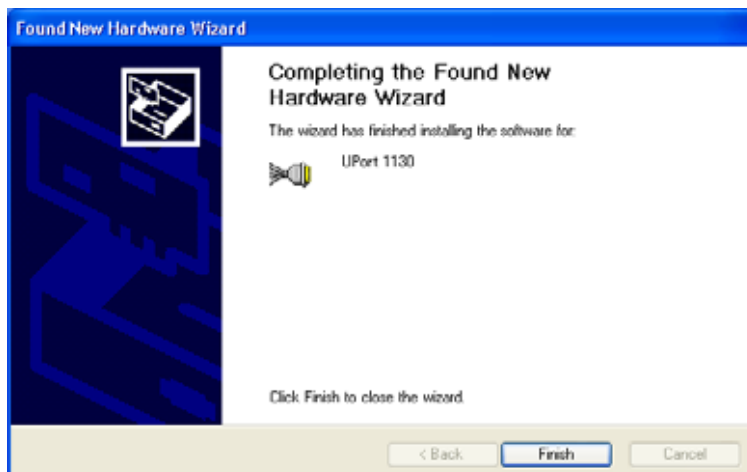 Found New Hardware Wizard
Completing the Found New
Hardware Wizard
The wizard has finished installing the software for:
UPort 1130
Click Finish to close the wizard.
< Back
Finish
Cancel